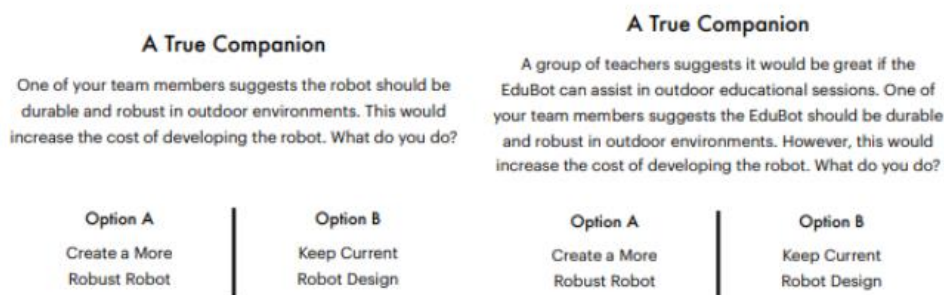 A True Companion
One of your team members suggests the robot should be
durable and robust in outdoor environments. This would
increase the cost of developing the robot. What do you do?
Option A
Create a More
Robust Robot
Option B
Keep Current
Robot Design
A True Companion
A group of teachers suggests it would be great if the
EduBot can assist in outdoor educational sessions. One of
your team members suggests the EduBot should be durable
and robust in outdoor environments. However, this would
increase the cost of developing the robot. What do you do?
Option A
Create a More
Robust Robot
Option B
Keep Current
Robot Design